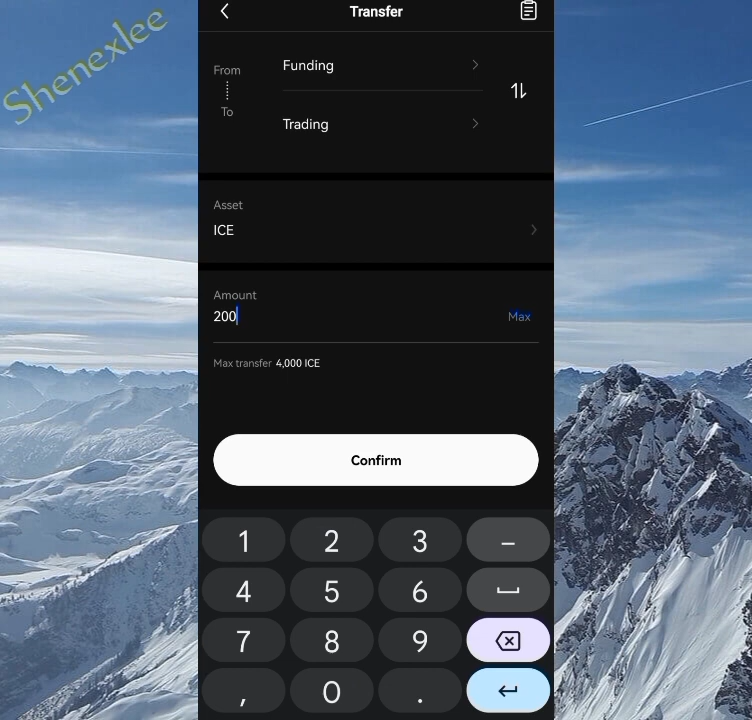 Shenexlee
Transfer
From
Funding
To
Trading
Asset
ICE
Amount
200
Max
Max transfer 4,000 ICE
Confirm
1 2 3 –
4 5 6
7 8 9
, 0 .